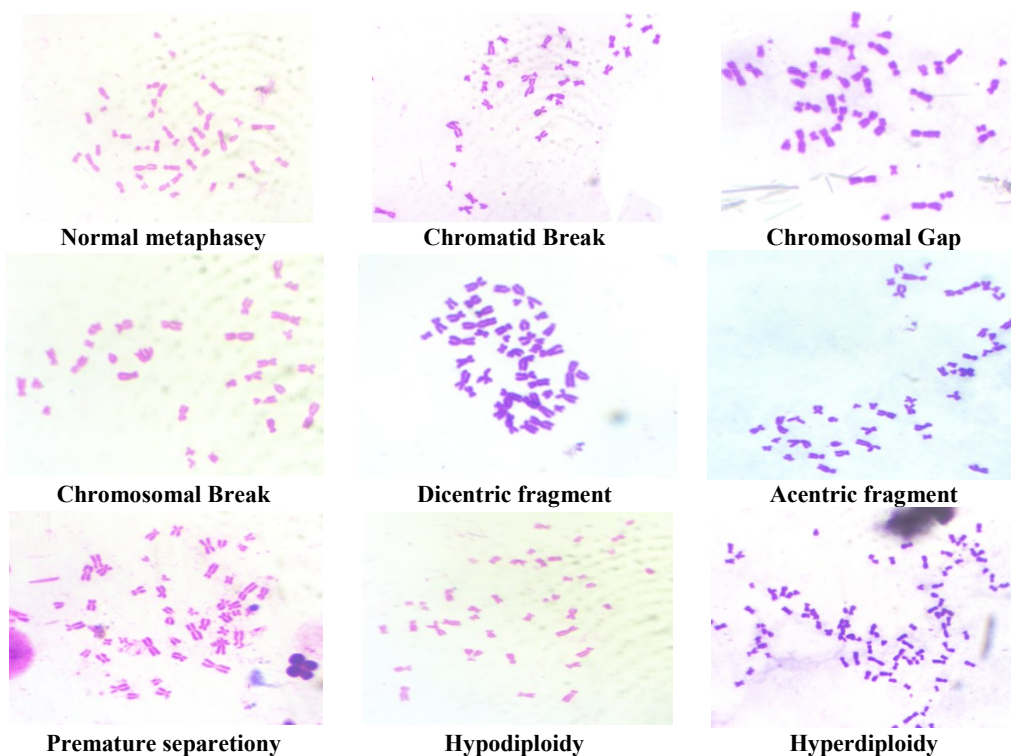 Normal metaphasey
Chromatid Break
Chromosomal Gap
Chromosomal Break
Dicentric fragment
Acentric fragment
Premature separetiony
Hypodiploidy
Hyperdiploidy